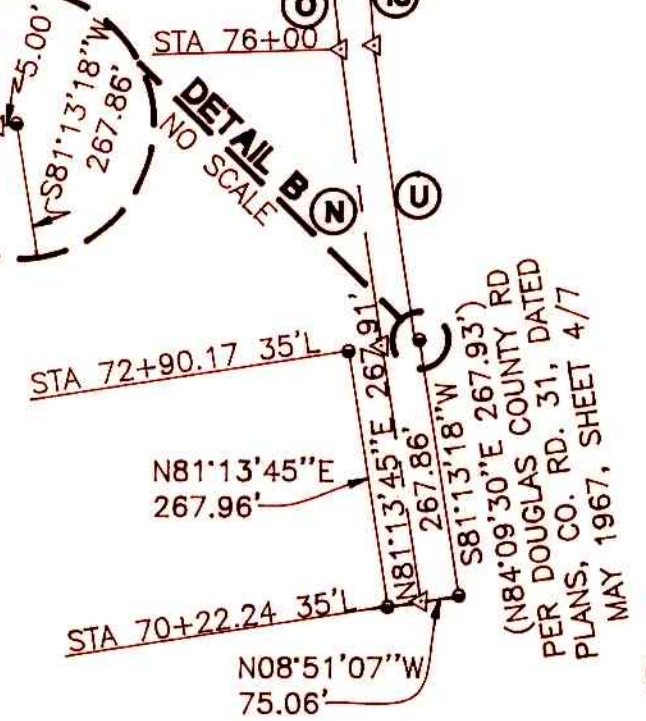 O
STA 76+00
5.00'
S81°13'18"W
267.86'
DETAIL B
NO SCALE
N
U
STA 72+90.17 35'L
N81°13'45"E 267.91'
N81°13'45"E
267.96'
267.86'
S81°13'18"W
(N84°09'30"E 267.93')
(N DOUGLAS COUNTY RD
PER CO. RD. 31, DATED
PLANS, SHEET 4/7
MAY 1967,
STA 70+22.24 35'L
N08°51'07"W
75.06'